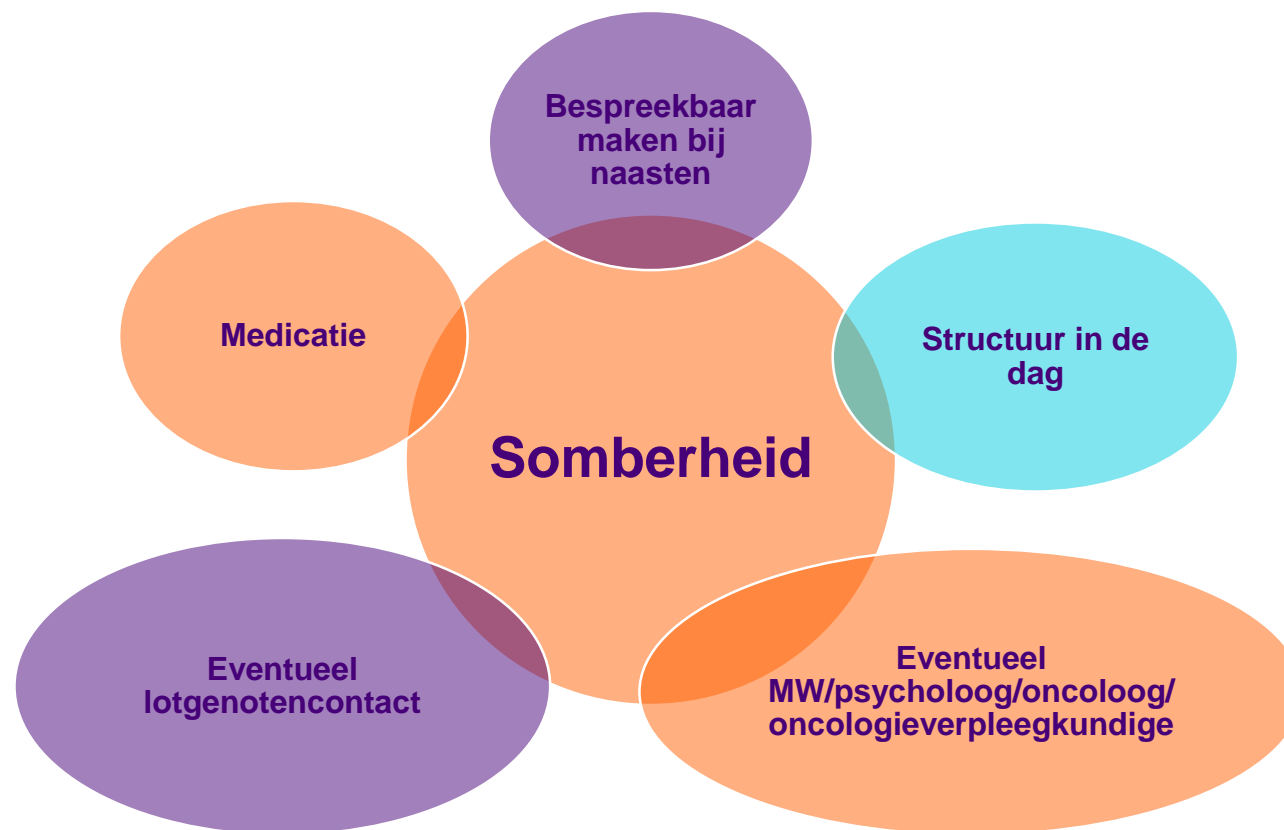 Bespreekbaar
maken bij
naasten
Medicatie
Structuur in de
dag
Somberheid
Eventueel
lotgenotencontact
Eventueel
MW/psycholoog/oncoloog/
oncologieverpleegkundige